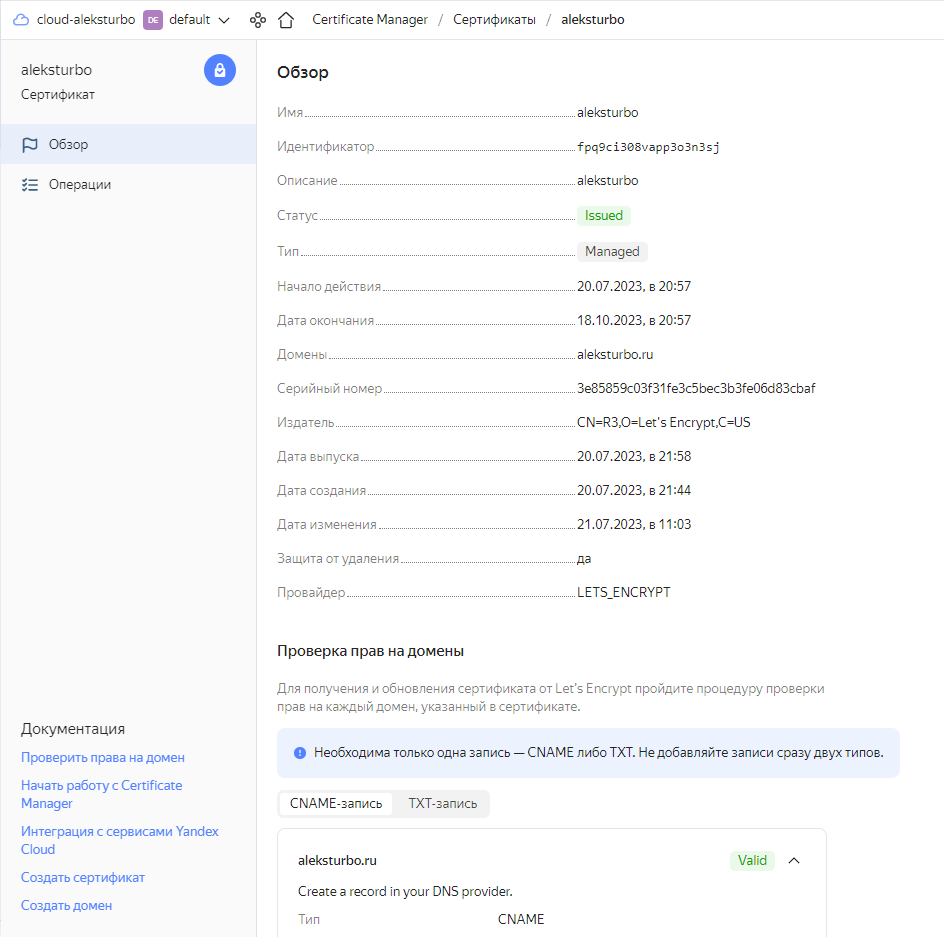 cloud-aleksturbo DE default Certificate Manager / Сертификаты / aleksturbo
aleksturbo
Сертификат
Обзор
Операции
Документация
Проверить права на домен
Начать работу с Certificate
Manager
Интеграция с сервисами Yandex
Cloud
Создать сертификат
Создать домен
Обзор
Имя aleksturbo
Идентификатор fpq9ci308vapp3o3n3sj
Описание aleksturbo
Статус Issued
Тип Managed
Начало действия 20.07.2023, в 20:57
Дата окончания 18.10.2023, в 20:57
Домены aleksturbo.ru
Серийный номер 3e85859c03f31fe3c5bec3b3fe06d83cbaf
Издатель CN=R3,O=Let's Encrypt,C=US
Дата выпуска 20.07.2023, в 21:58
Дата создания 20.07.2023, в 21:44
Дата изменения 21.07.2023, в 11:03
Защита от удаления да
Провайдер LETS_ENCRYPT
Проверка прав на домены
Для получения и обновления сертификата от Let's Encrypt пройдите процедуру проверки
прав на каждый домен, указанный в сертификате.
Необходима только одна запись — CNAME либо TXT. Не добавляйте записи сразу двух типов.
CNAME-запись TXT-запись
aleksturbo.ru Valid
Create a record in your DNS provider.
Тип CNAME